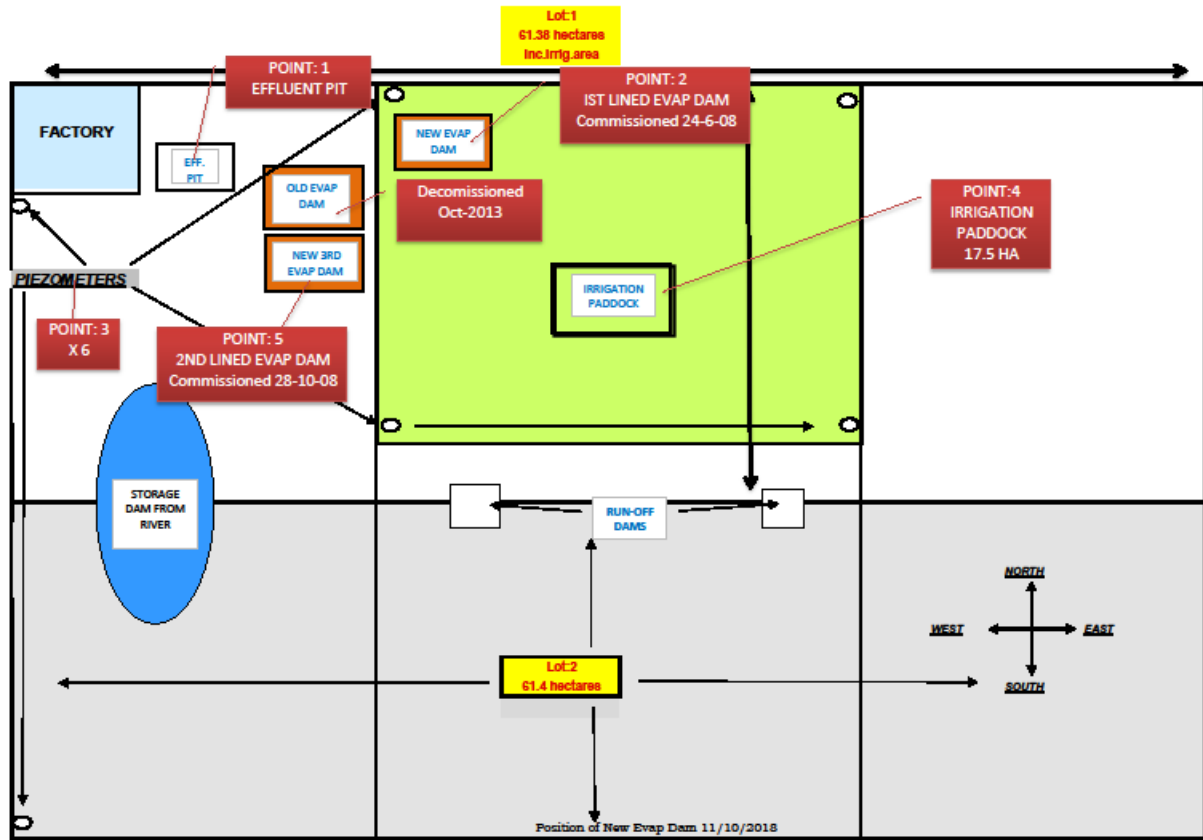 Lot:1
61.38 hectares
Inc.Irrig.area
POINT: 1
EFFLUENT PIT
POINT: 2
IST LINED EVAP DAM
Commissioned 24-6-08
FACTORY
EFF.
PIT
NEW EVAP
DAM
OLD EVAP
DAM
Decomissioned
Oct-2013
POINT:4
IRRIGATION
PADDOCK
17.5 HA
NEW 3RD
EVAP DAM
PIEZOMETERS
IRRIGATION
PADDOCK
POINT: 3
X 6
POINT: 5
2ND LINED EVAP DAM
Commissioned 28-10-08
STORAGE
DAM FROM
RIVER
RUN-OFF
DAMS
NORTH
WEST
EAST
SOUTH
Lot:2
61.4 hectares
Position of New Evap Dam 11/10/2018